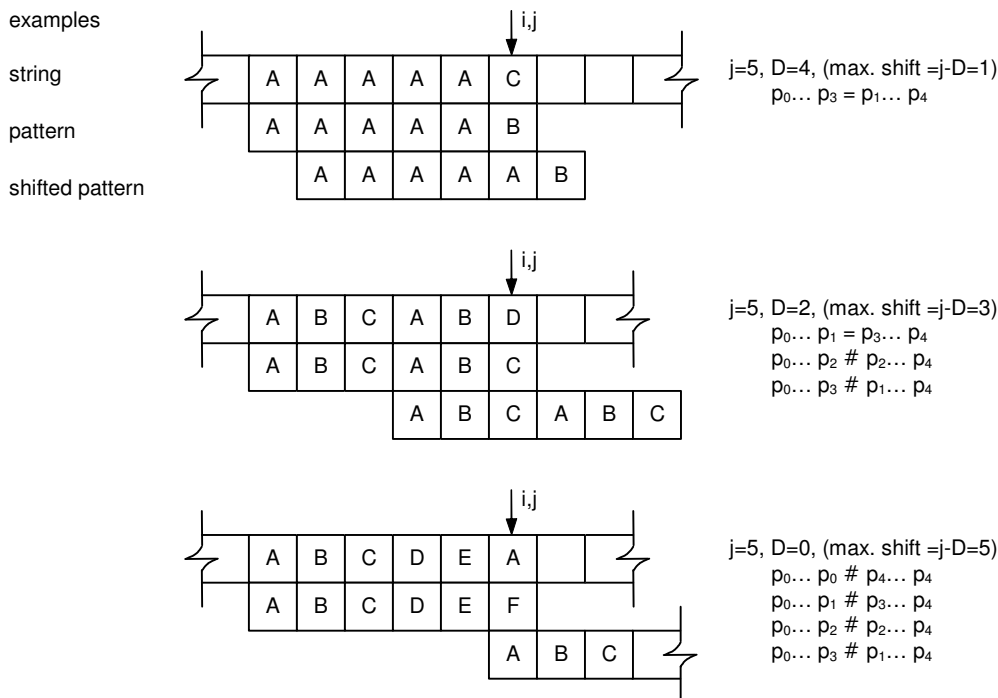 examples
i,j
string A A A A A C j=5, D=4, (max. shift =j-D=1)
p₀… p₃ = p₁… p₄
pattern A A A A A B
shifted pattern A A A A A B
i,j
A B C A B D j=5, D=2, (max. shift =j-D=3)
p₀… p₁ = p₃… p₄
A B C A B C p₀… p₂ # p₂… p₄
p₀… p₃ # p₁… p₄
A B C A B C
i,j
A B C D E A j=5, D=0, (max. shift =j-D=5)
p₀… p₀ # p₄… p₄
A B C D E F p₀… p₁ # p₃… p₄
p₀… p₂ # p₂… p₄
A B C p₀… p₃ # p₁… p₄